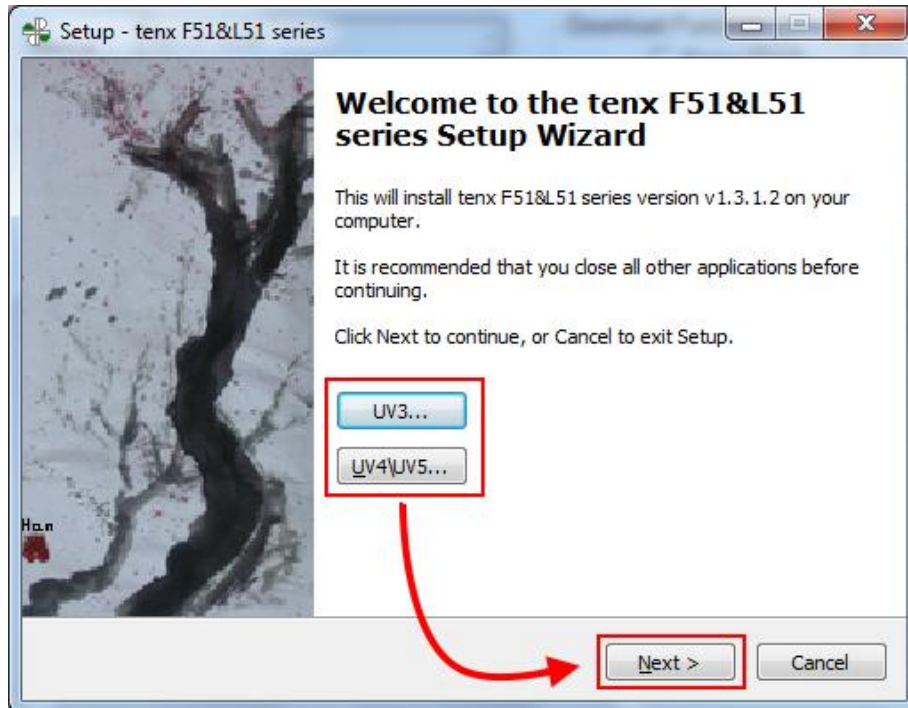 Setup - tenx F51&L51 series
Welcome to the tenx F51&L51
series Setup Wizard
This will install tenx F51&L51 series version v1.3.1.2 on your
computer.
It is recommended that you close all other applications before
continuing.
Click Next to continue, or Cancel to exit Setup.
UV3...
UV4\UV5...
Han
Next >
Cancel